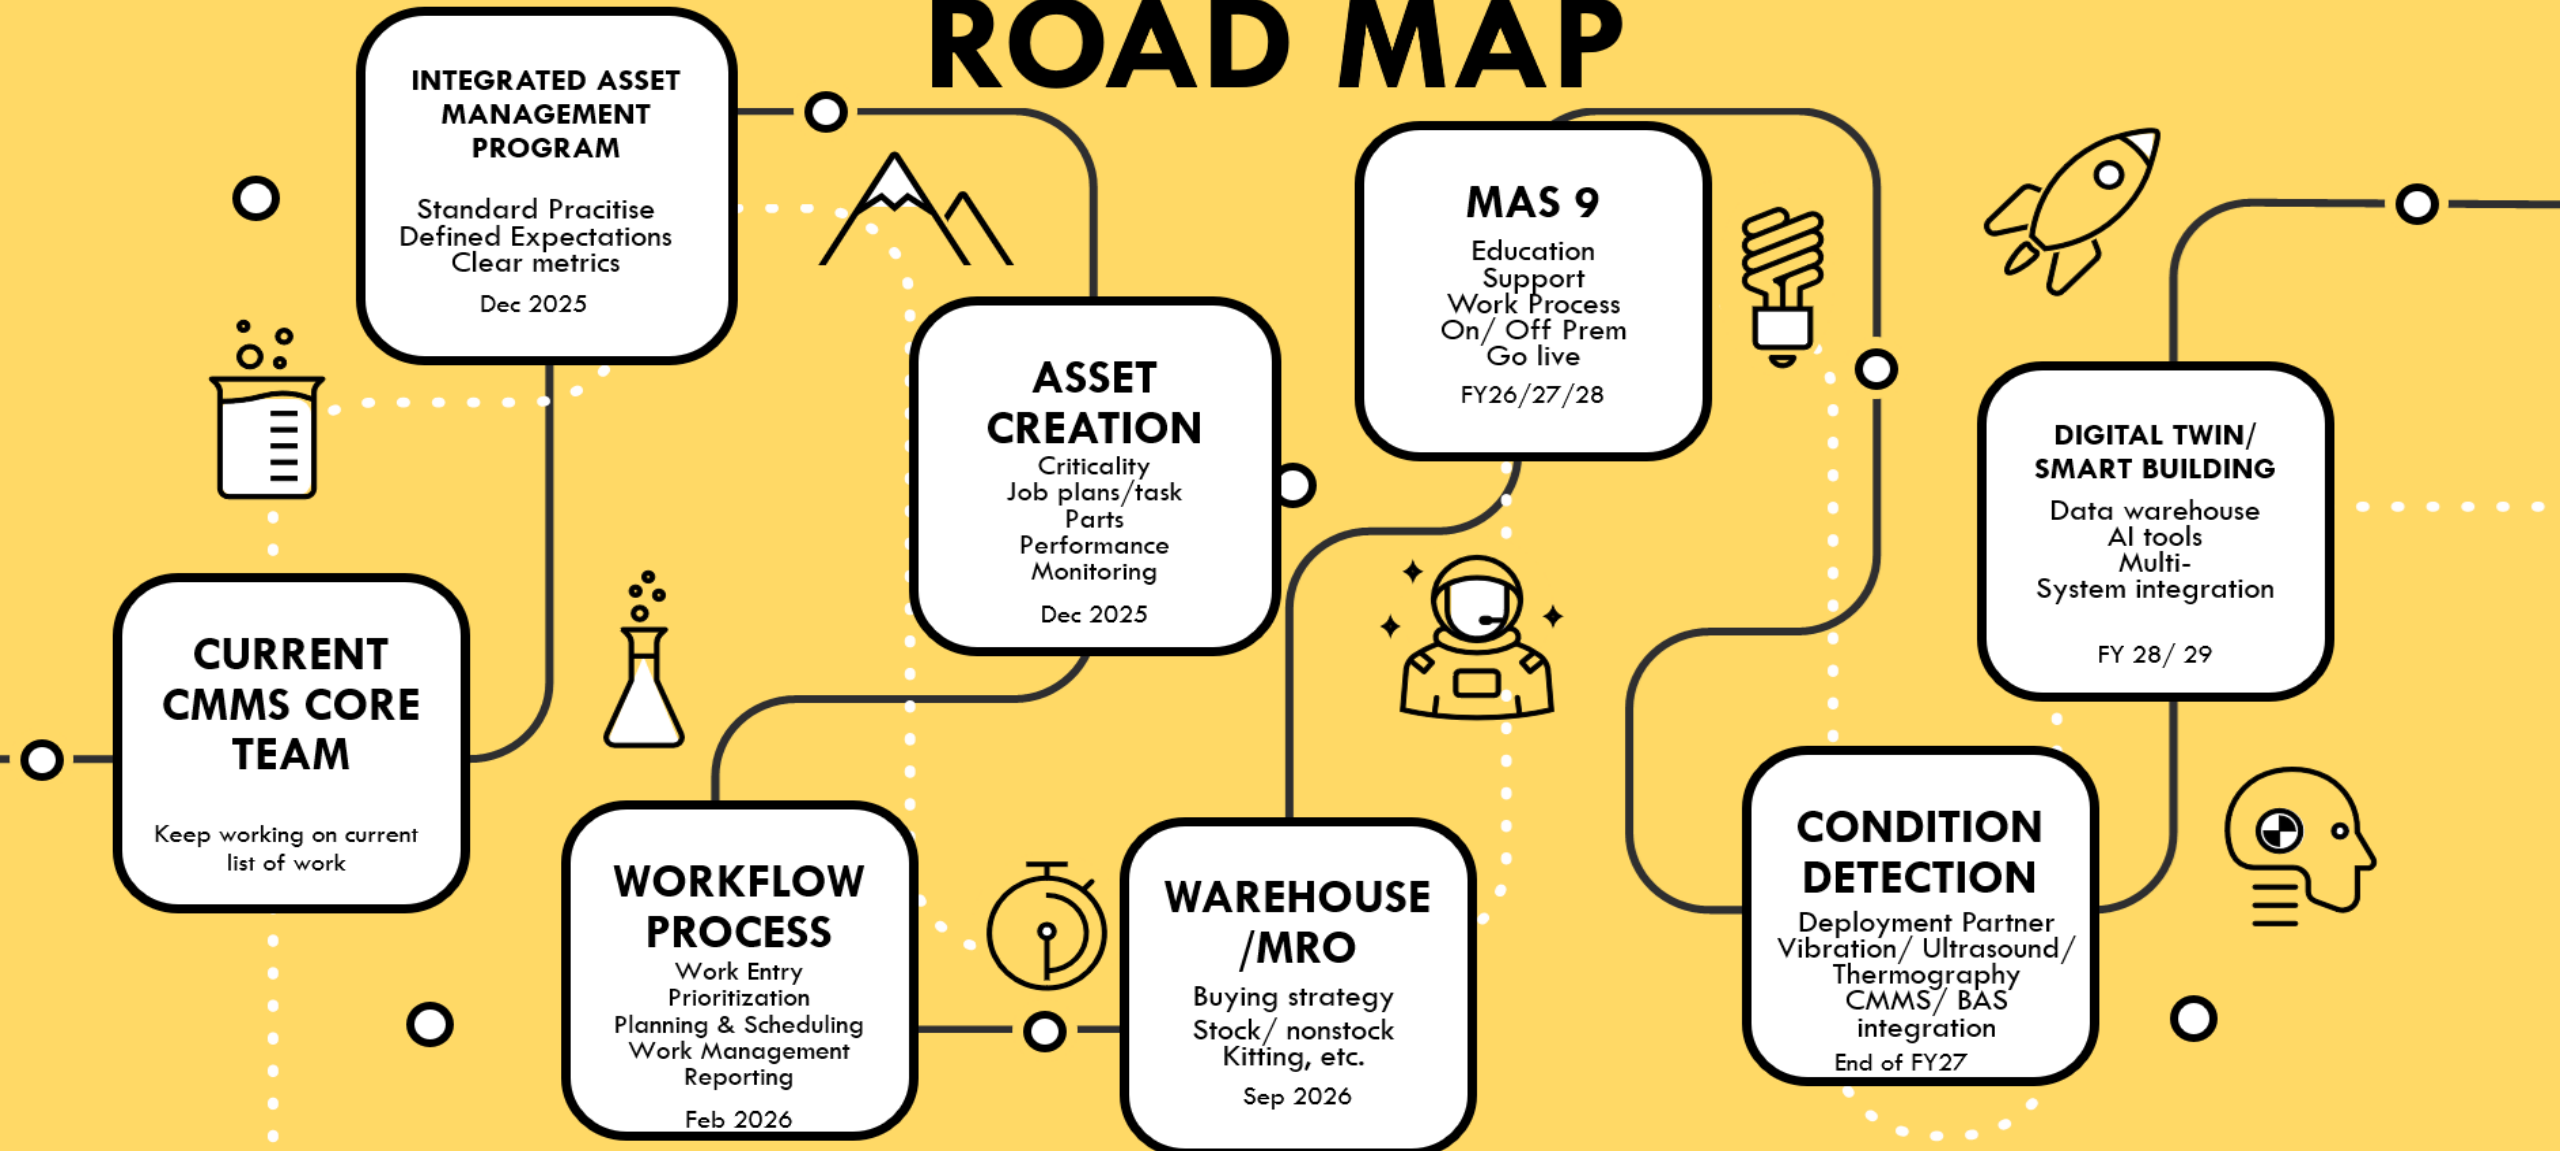 ROAD MAP
INTEGRATED ASSET
MANAGEMENT
PROGRAM
Standard Pracitise
Defined Expectations
Clear metrics
Dec 2025
MAS 9
Education
Support
Work Process
On/ Off Prem
Go live
FY26/27/28
ASSET
CREATION
Criticality
Job plans/task
Parts
Performance
Monitoring
Dec 2025
DIGITAL TWIN/
SMART BUILDING
Data warehouse
AI tools
Multi-
System integration
FY 28/ 29
CURRENT
CMMS CORE
TEAM
Keep working on current
list of work
WORKFLOW
PROCESS
Work Entry
Prioritization
Planning & Scheduling
Work Management
Reporting
Feb 2026
WAREHOUSE
/MRO
Buying strategy
Stock/ nonstock
Kitting, etc.
Sep 2026
CONDITION
DETECTION
Deployment Partner
Vibration/ Ultrasound/
Thermography
CMMS/ BAS
integration
End of FY27